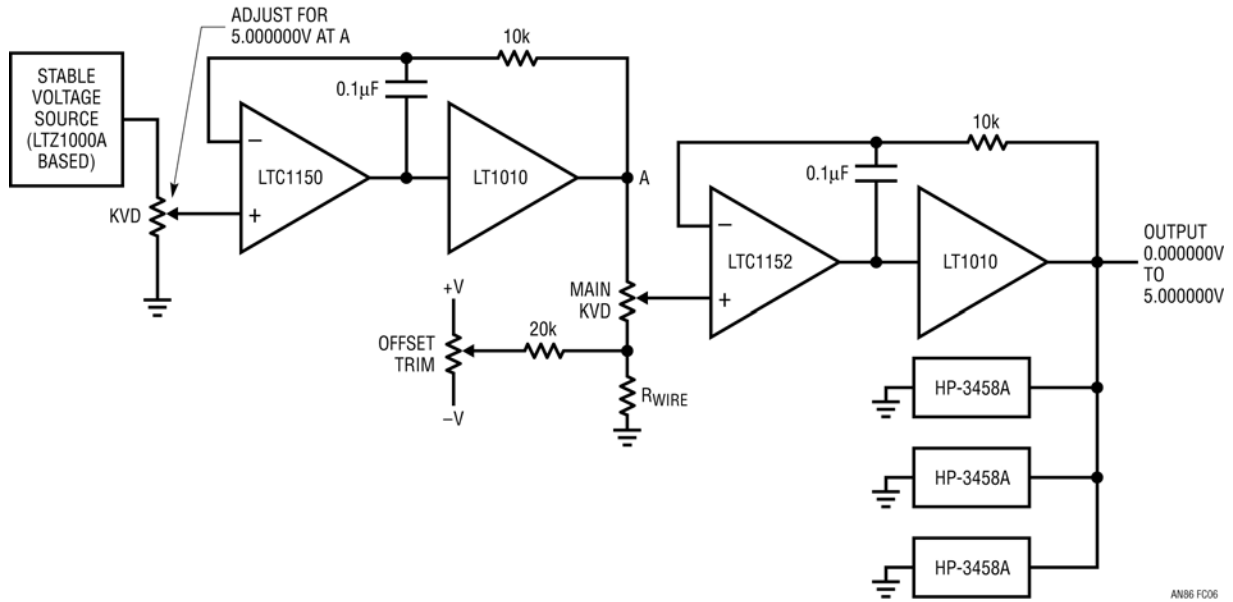 ADJUST FOR
5.000000V AT A
STABLE
VOLTAGE
SOURCE
(LTZ1000A
BASED)
KVD
10k
0.1µF
–
+
LTC1150
LT1010
A
MAIN
KVD
+V
OFFSET
TRIM
–V
20k
RWIRE
10k
0.1µF
–
+
LTC1152
LT1010
OUTPUT
0.000000V
TO
5.000000V
HP-3458A
HP-3458A
HP-3458A
AN86 FC06